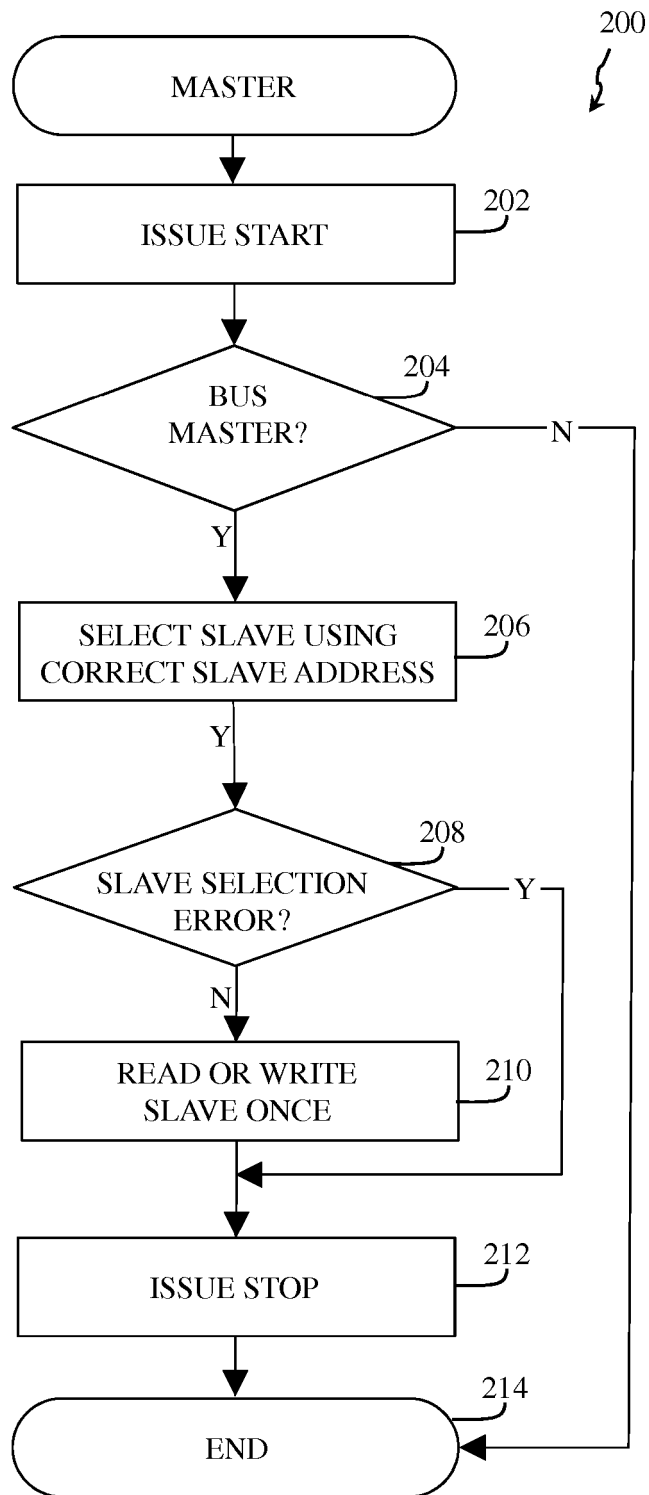 200
MASTER
202
ISSUE START
204
BUS
MASTER?
N
Y
SELECT SLAVE USING
CORRECT SLAVE ADDRESS
206
Y
208
SLAVE SELECTION
ERROR?
Y
N
READ OR WRITE
SLAVE ONCE
210
ISSUE STOP
212
214
END